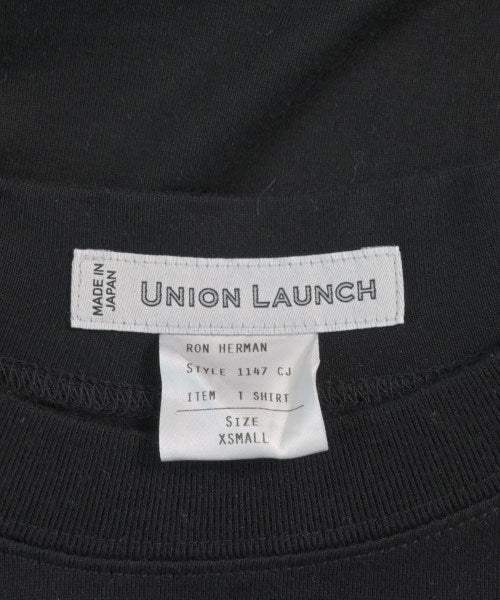 MADE IN
JAPAN
UNION LAUNCH
RON HERMAN
STYLE 1147 CJ
ITEM T SHIRT
SIZE
XSMALL